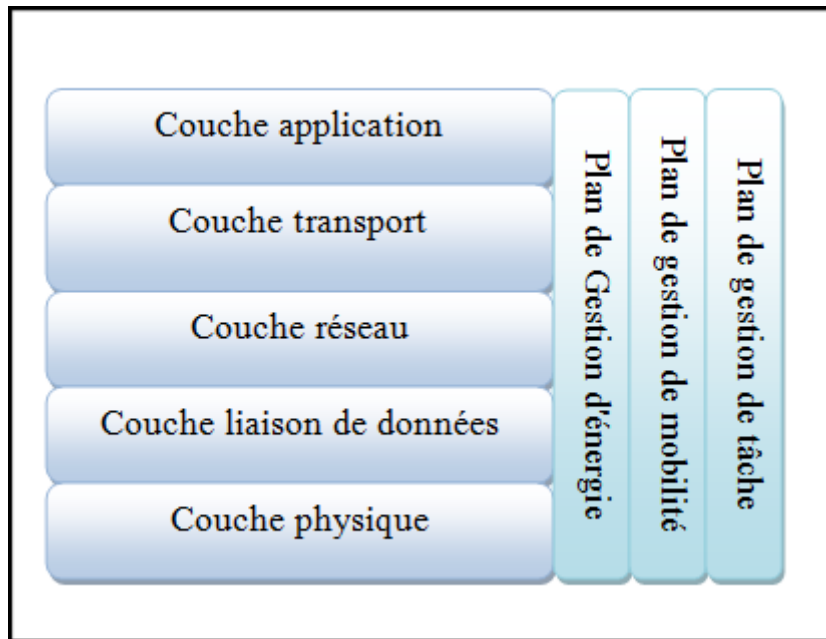 Couche application
Couche transport
Couche réseau
Couche liaison de données
Couche physique
Plan de Gestion d'énergie
Plan de gestion de mobilité
Plan de gestion de tâche